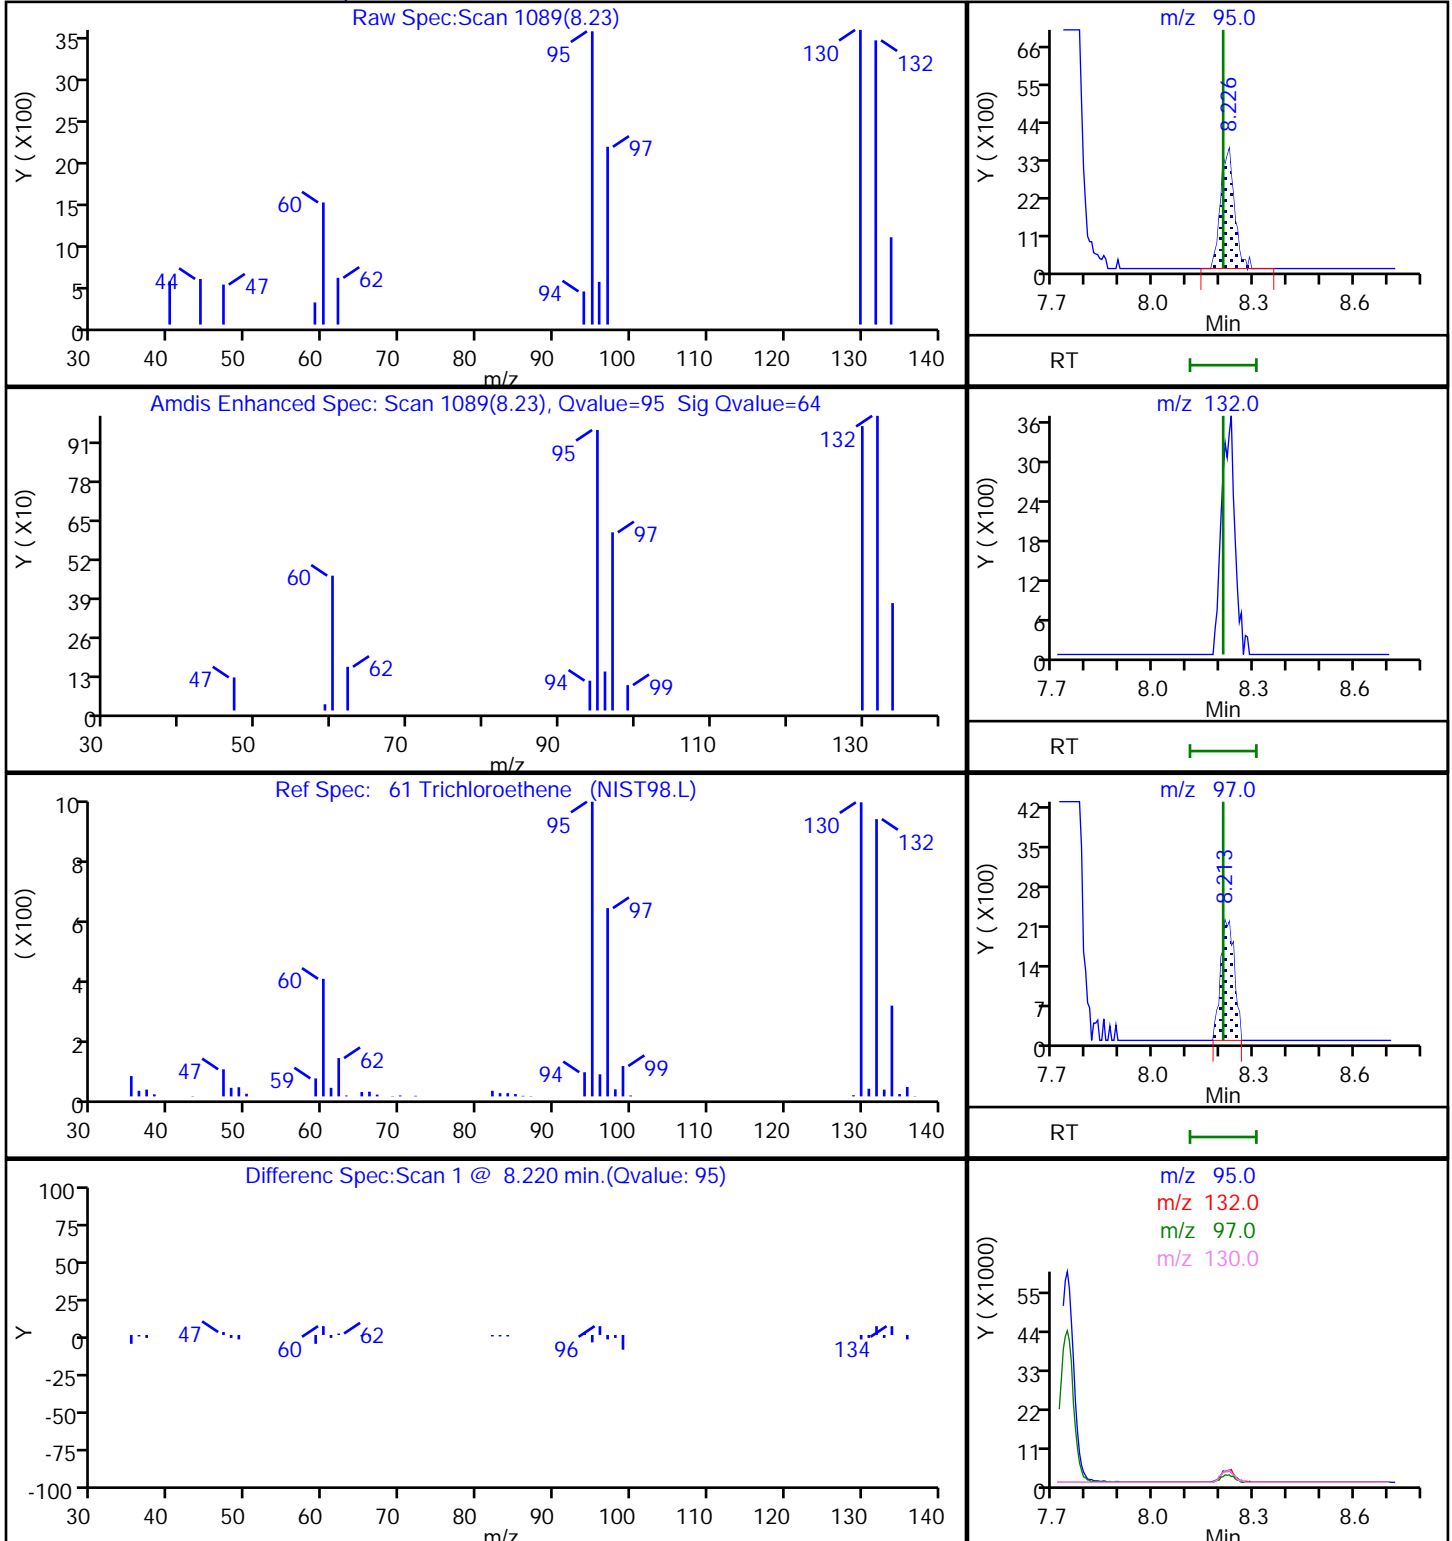 Raw Spec:Scan 1089(8.23)
Y ( X100)
35
30
25
20
15
10
5
0
44
47
60
62
94
95
97
130
132
30 40 50 60 70 80 90 100 110 120 130 140
m/z
m/z 95.0
Y ( X100)
66
55
44
33
22
11
0
8.226
7.7 8.0 8.3 8.6
Min
RT
Amdis Enhanced Spec: Scan 1089(8.23), Qvalue=95 Sig Qvalue=64
Y ( X10)
91
78
65
52
39
26
13
0
47
60
62
94
95
97
99
132
30 50 70 90 110 130
m/z
m/z 132.0
Y ( X100)
36
30
24
18
12
6
0
7.7 8.0 8.3 8.6
Min
RT
Ref Spec: 61 Trichloroethene (NIST98.L)
( X100)
10
8
6
4
2
0
47
59
60
62
94
95
97
99
130
132
30 40 50 60 70 80 90 100 110 120 130 140
m/z 97.0
Y ( X100)
42
35
28
21
14
7
0
8.213
7.7 8.0 8.3 8.6
Min
RT
Differenc Spec:Scan 1 @ 8.220 min.(Qvalue: 95)
Y
100
75
50
25
0
-25
-50
-75
-100
47
60
62
96
134
30 40 50 60 70 80 90 100 110 120 130 140
m/z
m/z 95.0
m/z 132.0
m/z 97.0
m/z 130.0
Y ( X1000)
55
44
33
22
11
0
7.7 8.0 8.3 8.6
Min